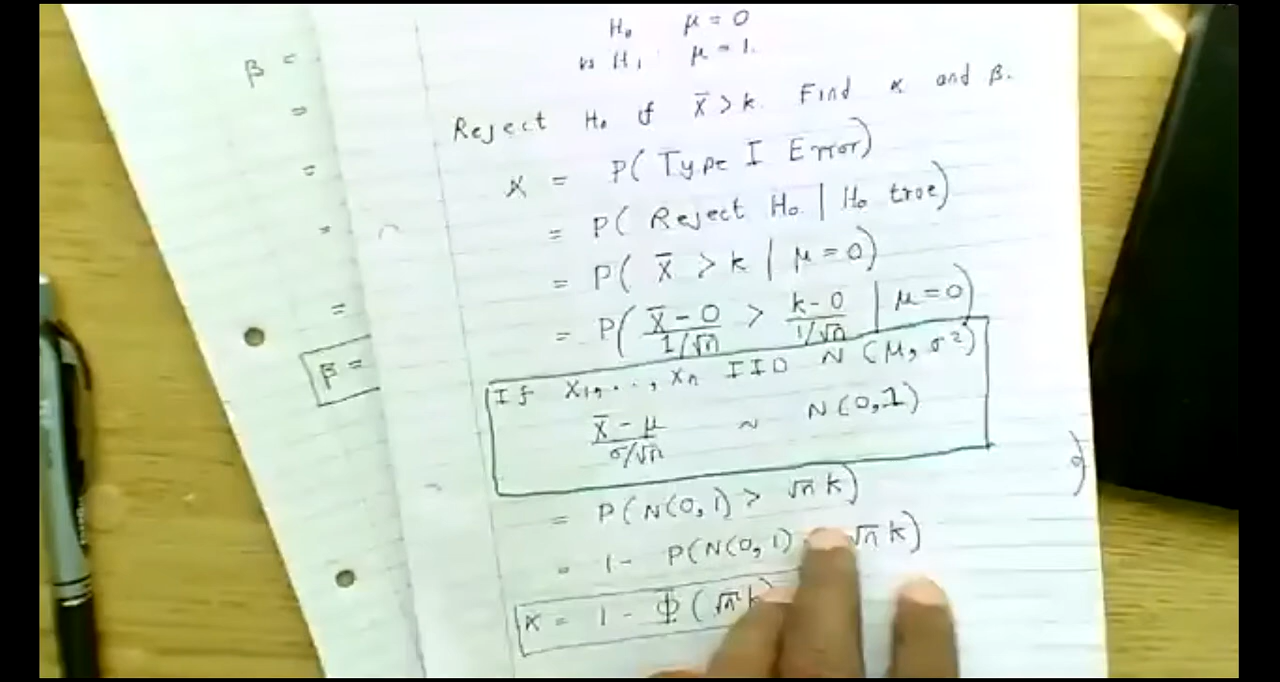 H₀ μ = 0
vs H₁ μ = 1.
Reject H₀ if X̄ > k. Find α and β.
α = P( Type I Error)
= P( Reject H₀ | H₀ true)
= P( X̄ > k | μ = 0)
= P( X̄ - 0 / 1/√n > k - 0 / 1/√n | μ = 0)
If X₁, . . , Xn IID N (μ, σ²)
X̄ - μ / σ/√n ~ N(0,1)
= P( N(0, 1) > √n k)
= 1 - P( N(0, 1) √n k)
α = 1 - Φ ( √n k
β =
=
=
=
=
β =